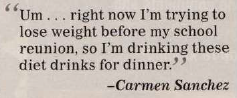 “Um . . . right now I’m trying to
lose weight before my school
reunion, so I’m drinking these
diet drinks for dinner.”
–Carmen Sanchez